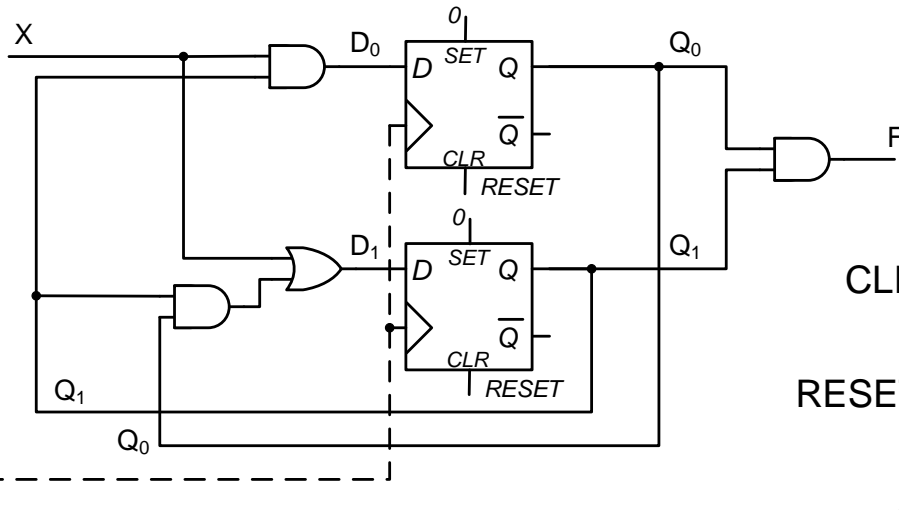 X
D₀
0
SET
D
Q
Q̅
CLR
RESET
Q₀
F
D₁
0
SET
D
Q
Q̅
CLR
RESET
Q₁
Q₁
Q₀